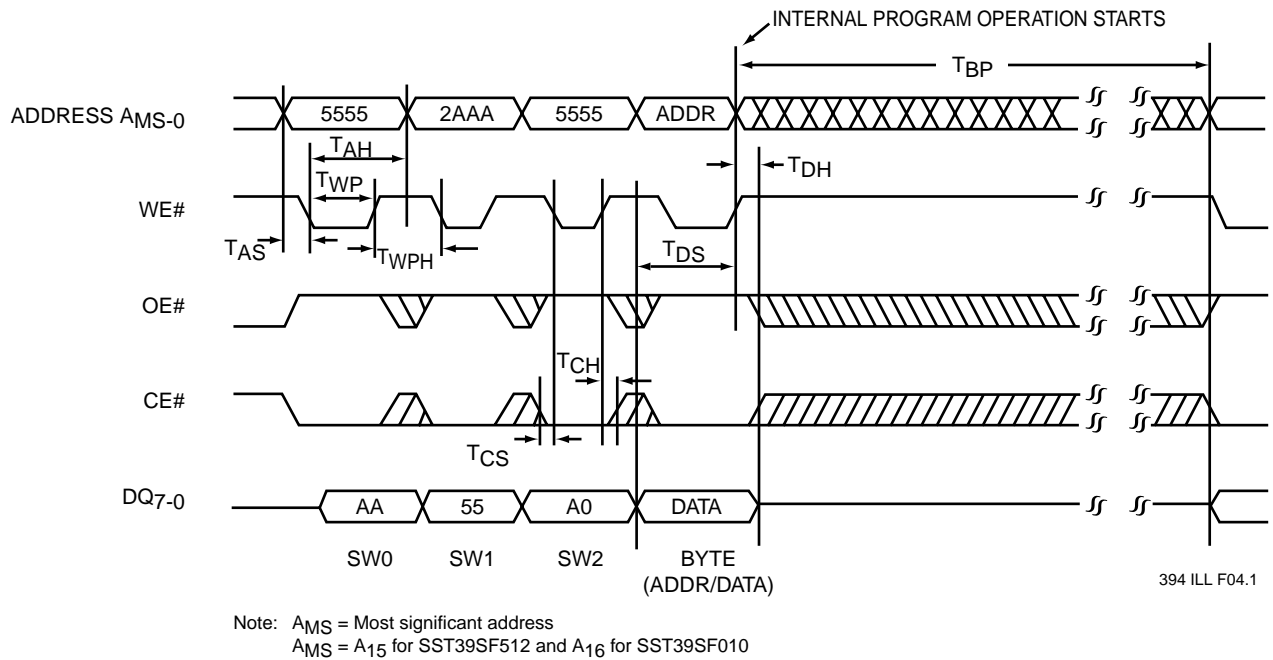 INTERNAL PROGRAM OPERATION STARTS
TBP
ADDRESS AMS-0
5555 2AAA 5555 ADDR
TAH
TDH
TWP
WE#
TAS
TWPH
TDS
OE#
TCH
CE#
TCS
DQ7-0
AA 55 A0 DATA
SW0 SW1 SW2 BYTE
(ADDR/DATA)
394 ILL F04.1
Note: AMS = Most significant address
AMS = A15 for SST39SF512 and A16 for SST39SF010